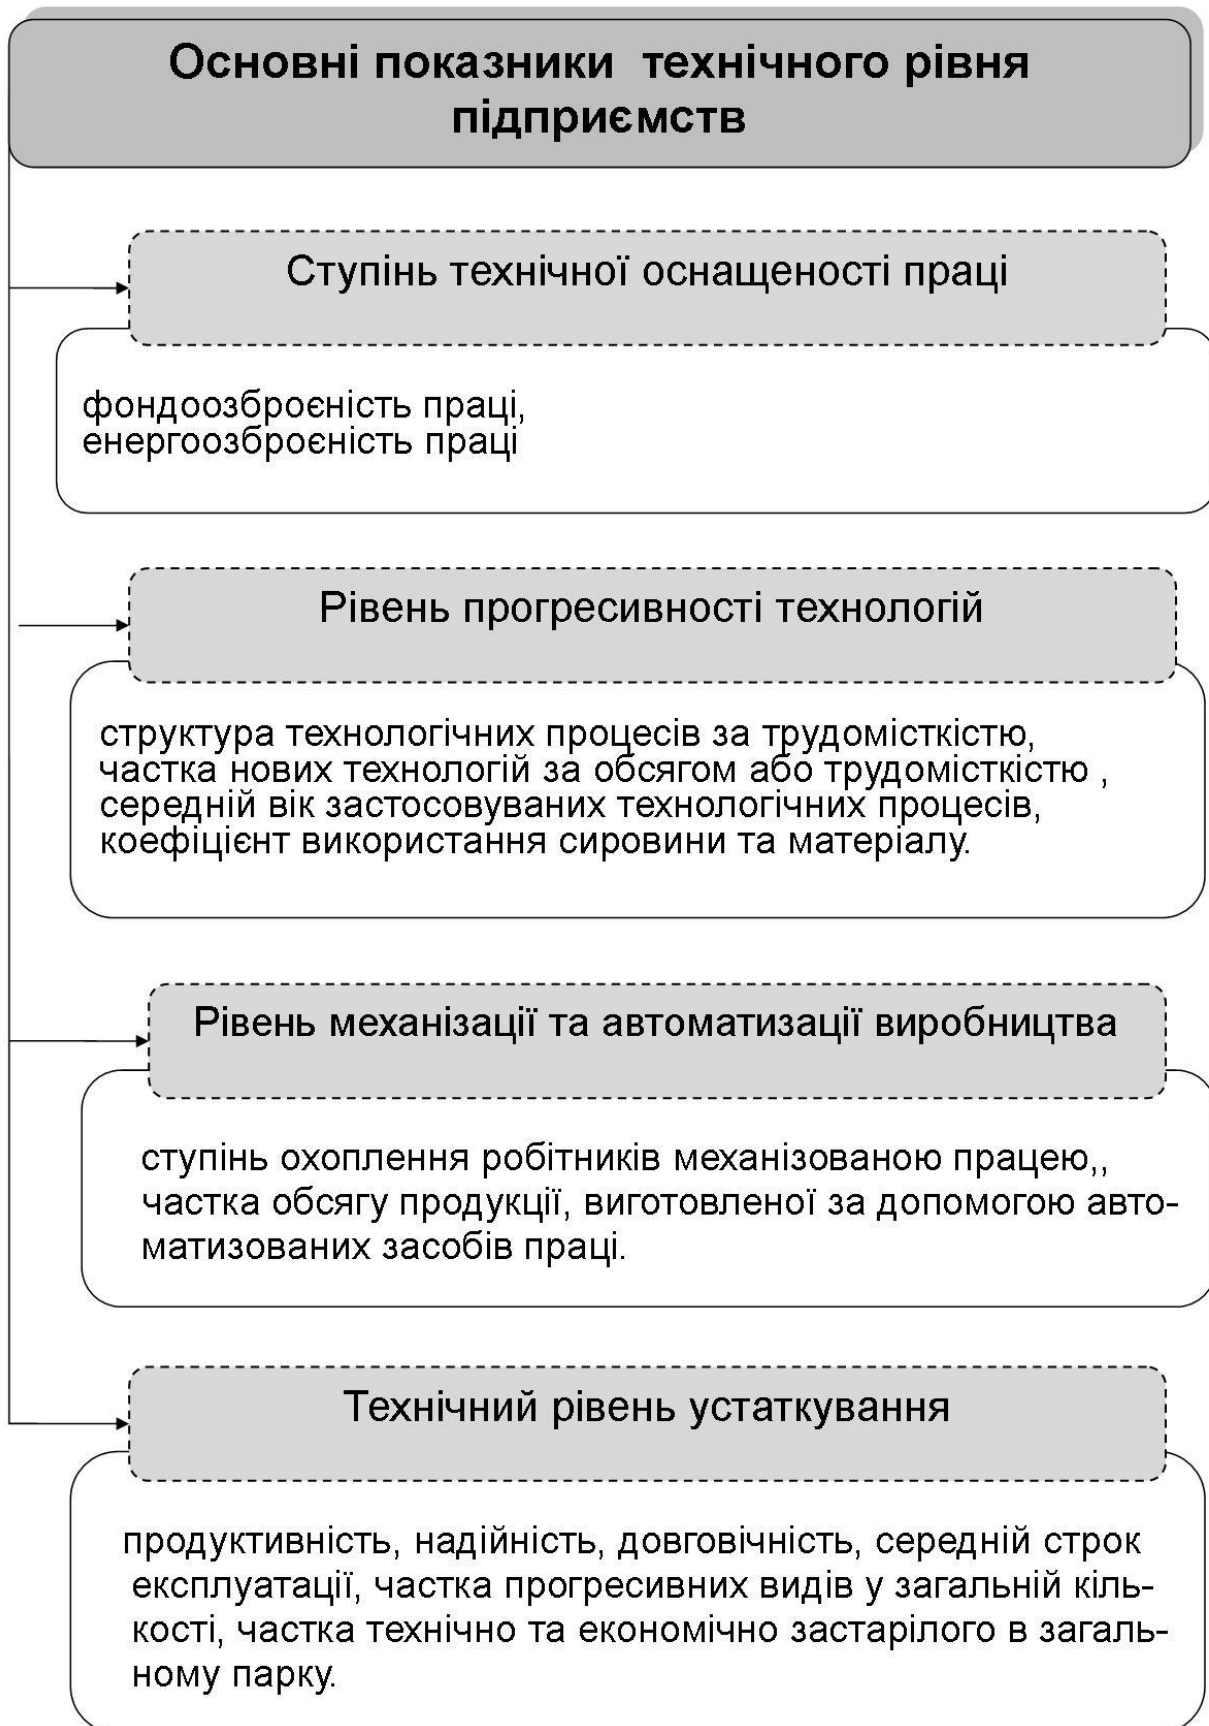 Основні показники технічного рівня
підприємств
Ступінь технічної оснащеності праці
фондоозброєність праці,
енергоозброєність праці
Рівень прогресивності технологій
структура технологічних процесів за трудомісткістю,
частка нових технологій за обсягом або трудомісткістю ,
середній вік застосовуваних технологічних процесів,
коефіцієнт використання сировини та матеріалу.
Рівень механізації та автоматизації виробництва
ступінь охоплення робітників механізованою працею,,
частка обсягу продукції, виготовленої за допомогою авто-
матизованих засобів праці.
Технічний рівень устаткування
продуктивність, надійність, довговічність, середній строк
експлуатації, частка прогресивних видів у загальній кіль-
кості, частка технічно та економічно застарілого в загаль-
ному парку.